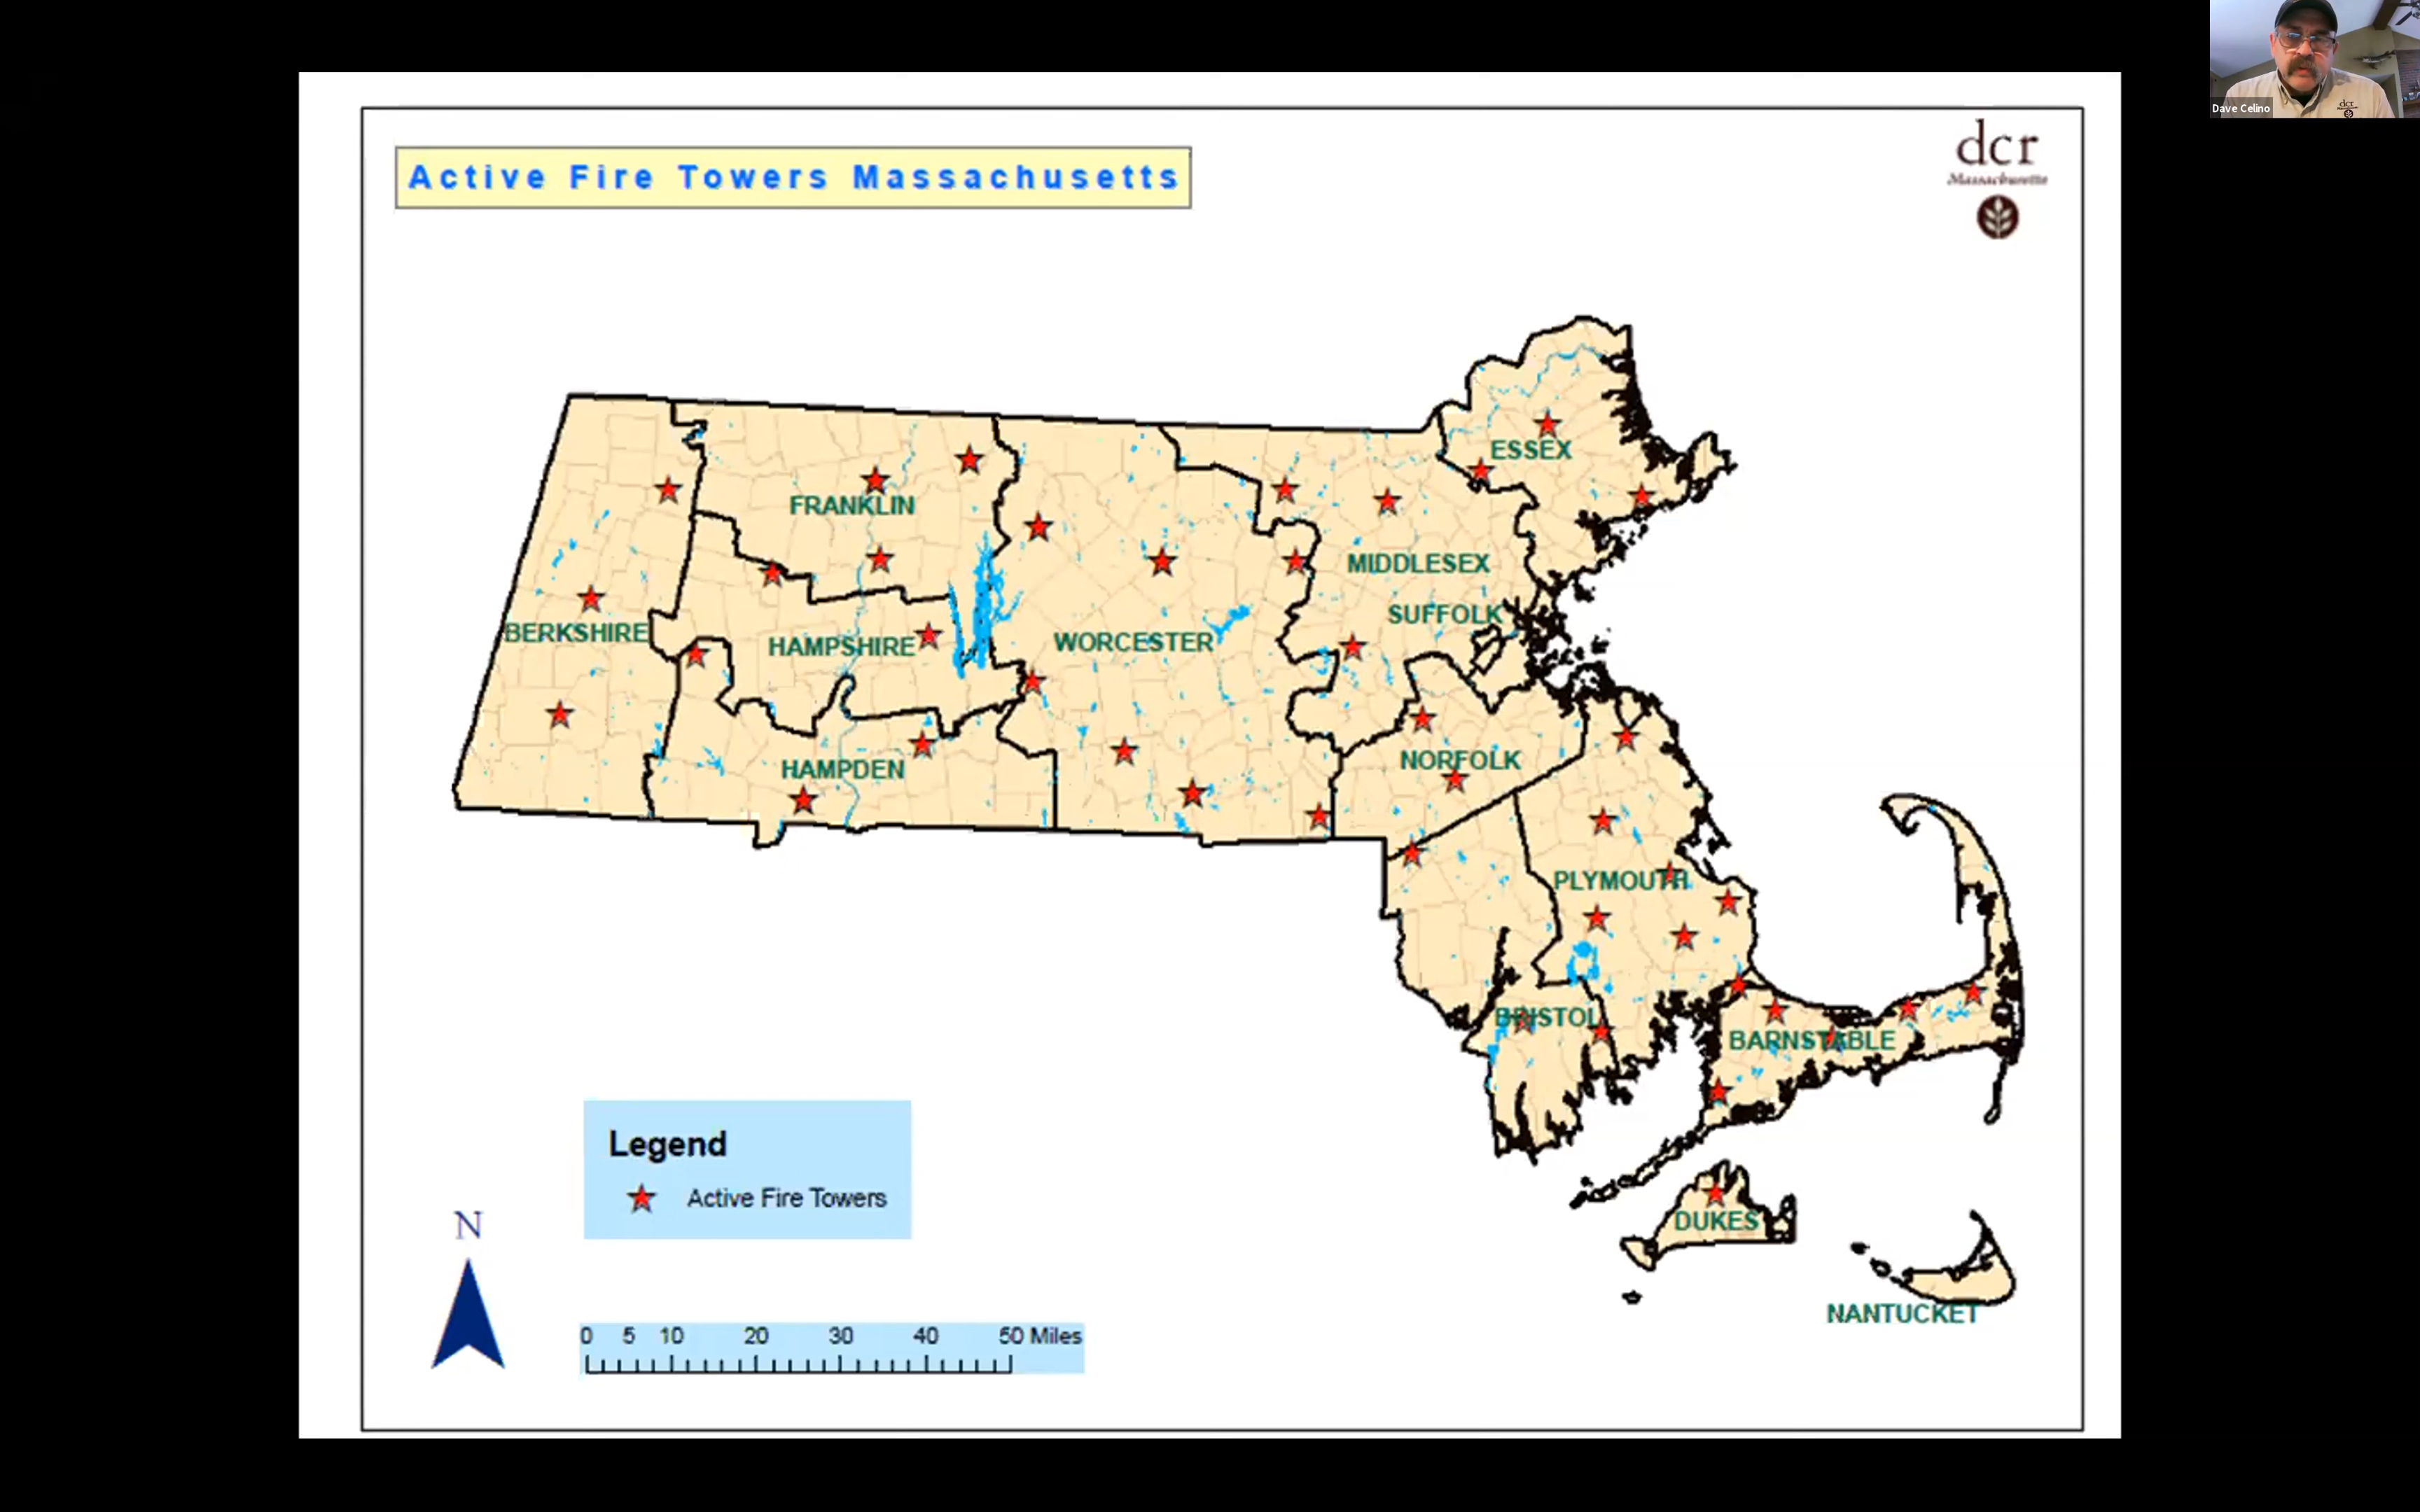 Dave Celino
dcr
Active Fire Towers Massachusetts
dcr
Massachusetts
ESSEX
FRANKLIN
MIDDLESEX
SUFFOLK
BERKSHIRE
HAMPSHIRE
WORCESTER
NORFOLK
HAMPDEN
PLYMOUTH
BRISTOL
BARNSTABLE
DUKES
NANTUCKET
Legend
Active Fire Towers
N
0 5 10 20 30 40 50 Miles